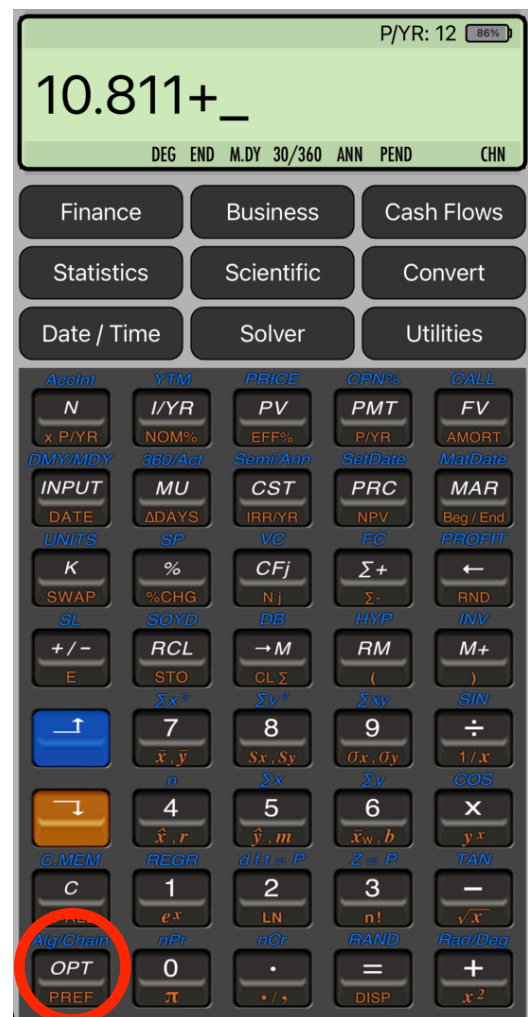 P/YR: 12 86%
10.811+_
DEG END M.DY 30/360 ANN PEND CHN
Finance Business Cash Flows
Statistics Scientific Convert
Date / Time Solver Utilities
AccInt YTM PRICE CPN% CALL
N I/YR PV PMT FV
x P/YR NOM% EFF% P/YR AMORT
DMY/MDY 360/Act Semi/Ann SetDate MatDate
INPUT MU CST PRC MAR
DATE ΔDAYS IRR/YR NPV Beg / End
UNITS SP VC FC PROFIT
K % CFj Σ+ ←
SWAP %CHG N j Σ- RND
SL SOYD DB HYP INV
+/− RCL →M RM M+
E STO CL Σ ( )
Σx² Σy² Σxy SIN
7 8 9 ÷
x̄ , ȳ Sx , Sy σx , σy 1/x
n Σx Σy COS
4 5 6 x
x̂ , r ŷ , m x̄w , b yˣ
C.MEM REGR d f,t ⇌ P Z ⇌ P TAN
C 1 2 3 −
eˣ LN n! √x
Alg/Chain nPr nCr RAND Rad/Deg
OPT 0 . = +
PREF π • / , DISP x²